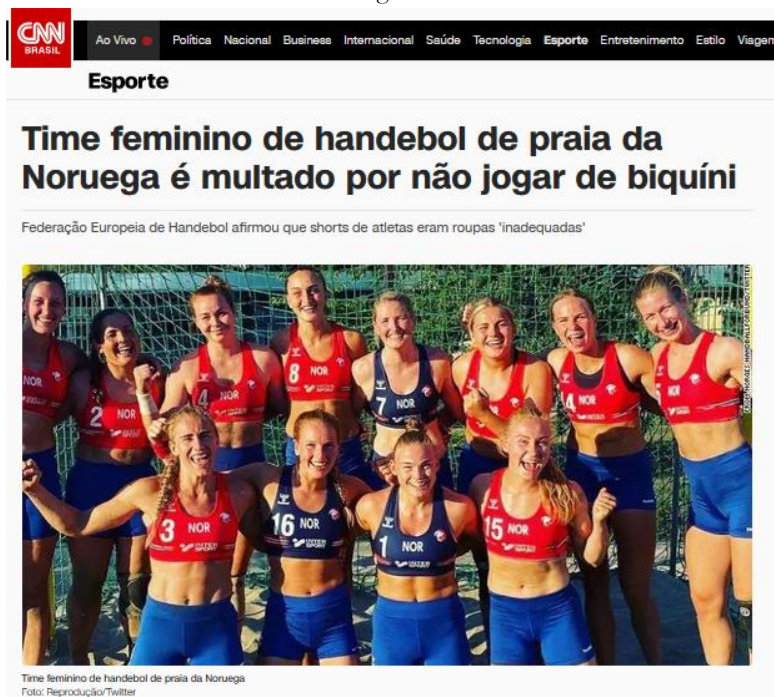 CNN
BRASIL
Ao Vivo Política Nacional Business Internacional Saúde Tecnologia Esporte Entretenimento Estilo Viagem
Esporte
Time feminino de handebol de praia da
Noruega é multado por não jogar de biquíni
Federação Europeia de Handebol afirmou que shorts de atletas eram roupas 'inadequadas'
NOR
2 NOR
4 NOR
8 NOR
7 NOR
NOR
NOR
3 NOR
16 NOR
1 NOR
15 NOR
Time feminino de handebol de praia da Noruega
Foto: Reprodução/Twitter